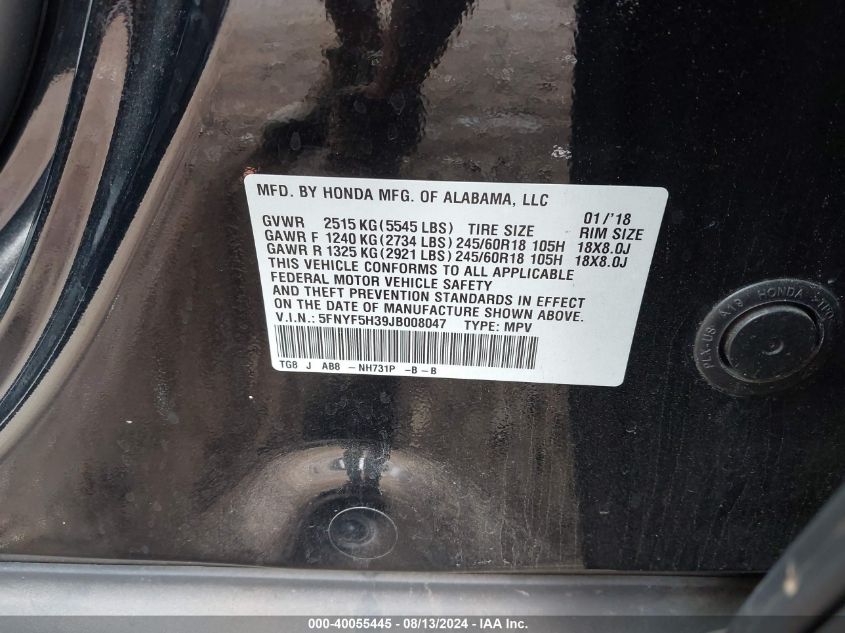 MFD. BY HONDA MFG. OF ALABAMA, LLC
01/'18
GVWR 2515 KG(5545 LBS) TIRE SIZE RIM SIZE
GAWR F 1240 KG(2734 LBS) 245/60R18 105H 18X8.0J
GAWR R 1325 KG(2921 LBS) 245/60R18 105H 18X8.0J
THIS VEHICLE CONFORMS TO ALL APPLICABLE
FEDERAL MOTOR VEHICLE SAFETY
AND THEFT PREVENTION STANDARDS IN EFFECT
ON THE DATE OF MANUFACTURE SHOWN ABOVE.
V.I.N.: 5FNYF5H39JB008047 TYPE: MPV
TG8 J AB8 -NH731P -B-B
HONDA
000-40055445 - 08/13/2024 - IAA Inc.